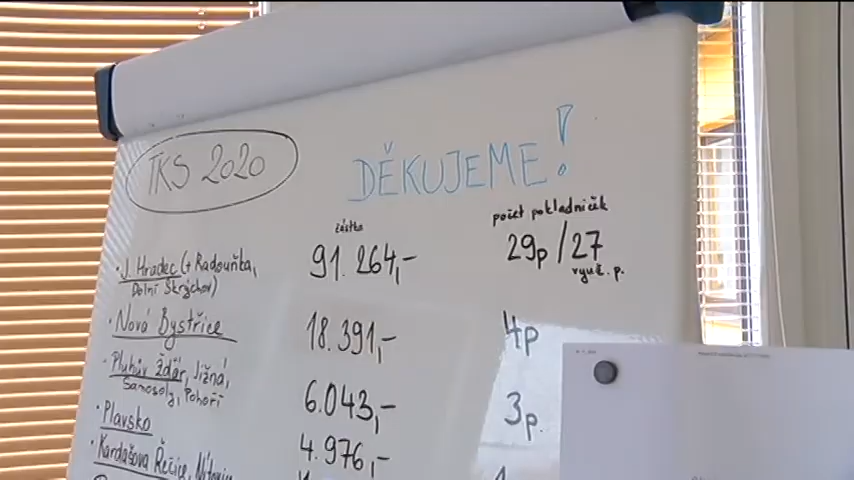 TKS 2020
DĚKUJEME!
částka
počet pokladniček
J. Hradec (+ Radouňka,
Dolní Skrýchov)
91.264,-
29p/27
využ. p.
Nová Bystřice
18.391,-
4p
Pluhův Žďár, Jižná,
Samosoly, Pohoří
6.043,-
3p
Plavsko
4.976,-
Kardašova Řečice,